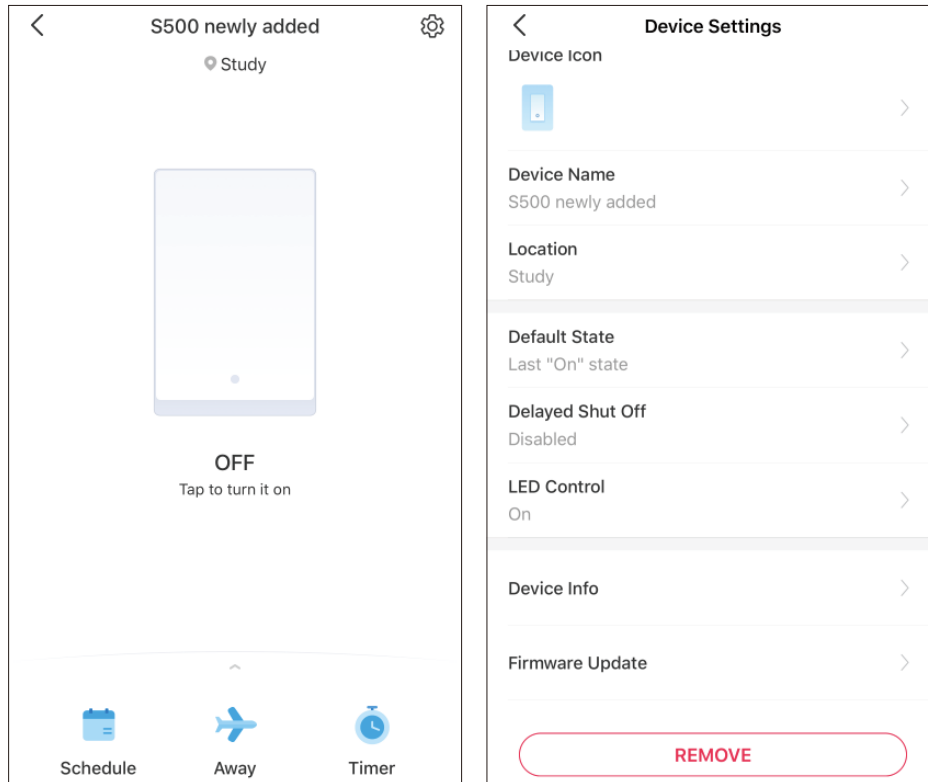 S500 newly added
Study
OFF
Tap to turn it on
Schedule
Away
Timer
Device Settings
Device Icon
Device Name
S500 newly added
Location
Study
Default State
Last "On" state
Delayed Shut Off
Disabled
LED Control
On
Device Info
Firmware Update
REMOVE